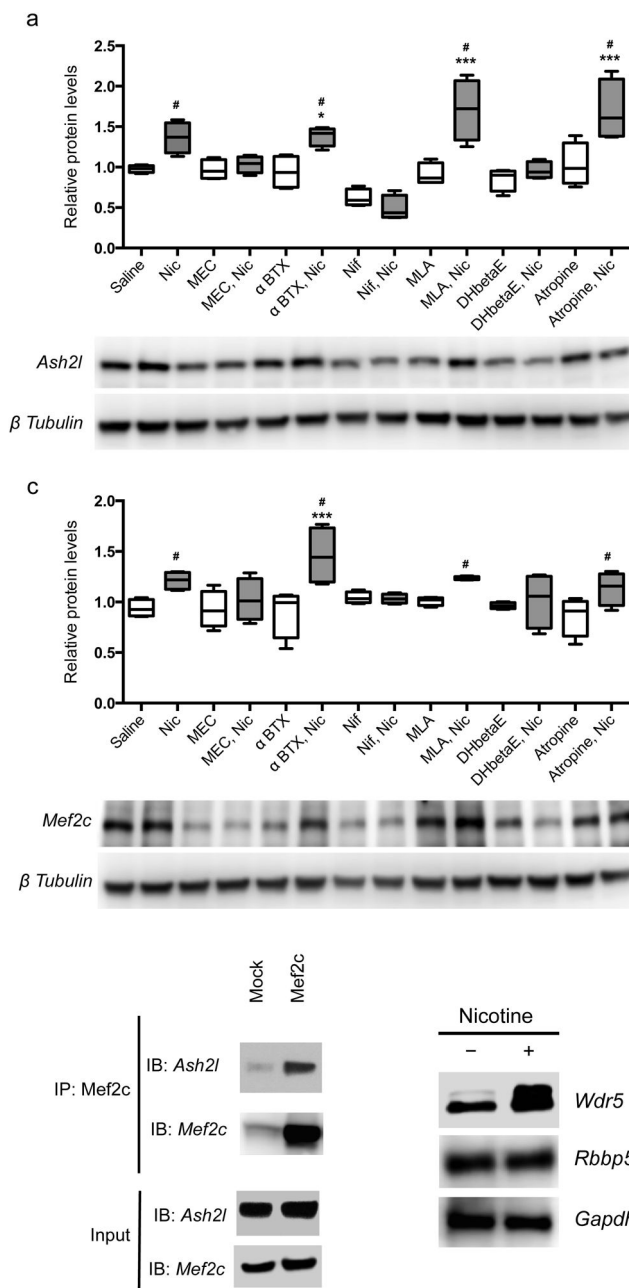 a
Relative protein levels
2.5
2.0
1.5
1.0
0.5
0.0
#
#
*
#
***
#
***
Saline
Nic
MEC
MEC, Nic
α BTX
α BTX, Nic
Nif
Nif, Nic
MLA
MLA, Nic
DHbetaE
DHbetaE, Nic
Atropine
Atropine, Nic
Ash2l
β Tubulin
c
Relative protein levels
2.0
1.5
1.0
0.5
0.0
#
#
***
#
#
Saline
Nic
MEC
MEC, Nic
α BTX
α BTX, Nic
Nif
Nif, Nic
MLA
MLA, Nic
DHbetaE
DHbetaE, Nic
Atropine
Atropine, Nic
Mef2c
β Tubulin
Mock
Mef2c
IP: Mef2c
IB: Ash2l
IB: Mef2c
Input
IB: Ash2l
IB: Mef2c
Nicotine
– +
Wdr5
Rbbp5